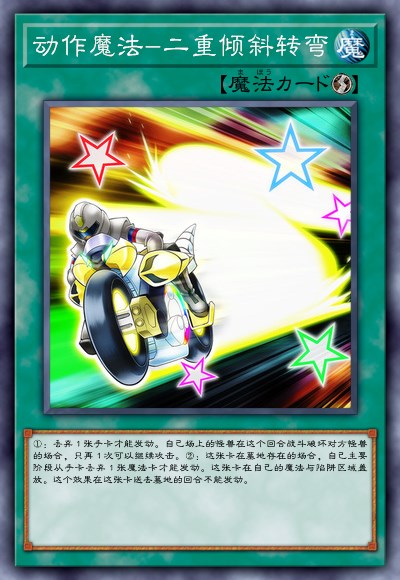 动作魔法-二重倾斜转弯 魔
【魔法カード】
まほう
①：丢弃1张手卡才能发动。自己场上的怪兽在这个回合战斗破坏对方怪兽
的场合，只再1次可以继续攻击。②：这张卡在墓地存在的场合，自己主要
阶段从手卡丢弃1张魔法卡才能发动。这张卡在自己的魔法与陷阱区域盖
放。这个效果在这张卡送去墓地的回合不能发动。